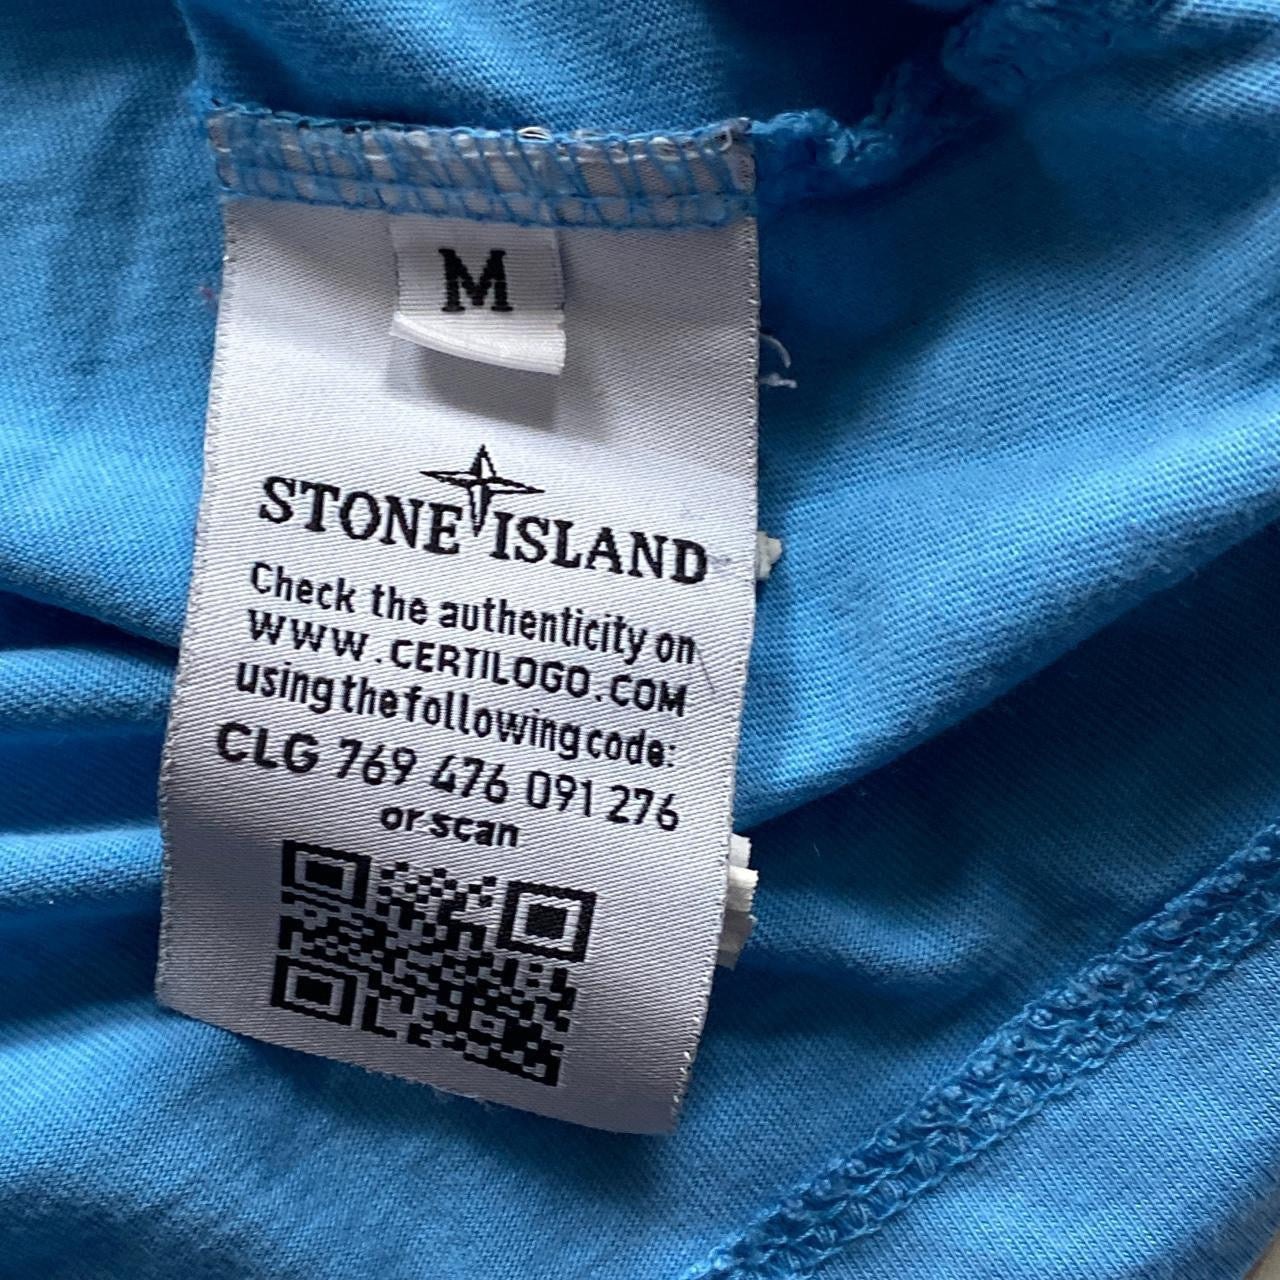 M
STONE ISLAND
Check the authenticity on
WWW.CERTILOGO.COM
using the following code:
CLG 769 476 091 276
or scan